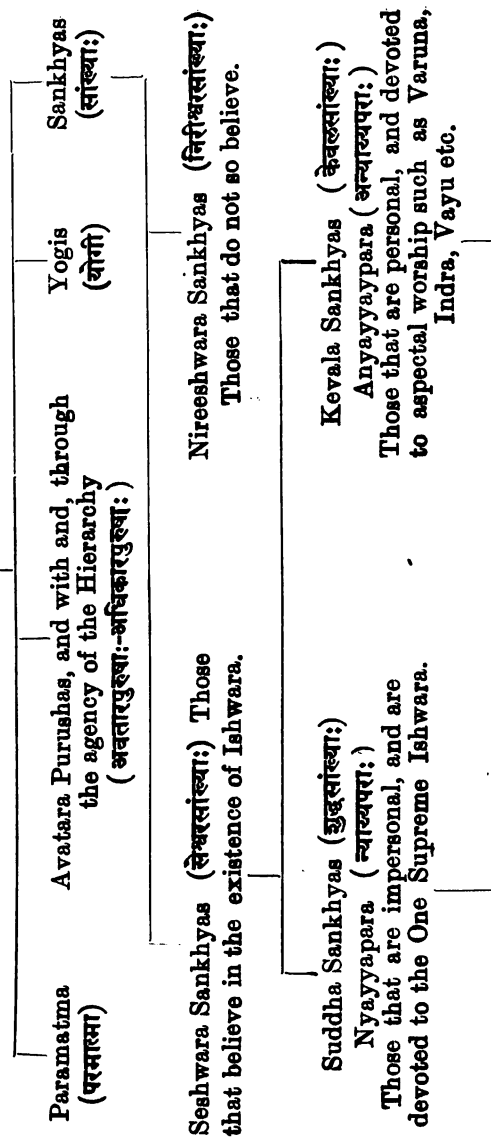 Paramatma
(परमात्मा)
Avatara Purushas, and with and, through
the agency of the Hierarchy
(अवतारपुरुषाः-अधिकारपुरुषाः)
Yogis
(योगी)
Sankhyas
(सांख्याः)
Seshwara Sankhyas (सेश्वरसांख्याः) Those
that believe in the existence of Ishwara.
Nireeshwara Sankhyas (निरीश्वरसांख्याः)
Those that do not so believe.
Suddha Sankhyas (शुद्धसांख्याः)
Nyayyapara (न्याय्यपराः)
Those that are impersonal, and are
devoted to the One Supreme Ishwara.
Kevala Sankhyas (केवलसांख्याः)
Anyayyaypara (अन्याय्यपराः)
Those that are personal, and devoted
to aspectal worship such as Varuna,
Indra, Vayu etc.